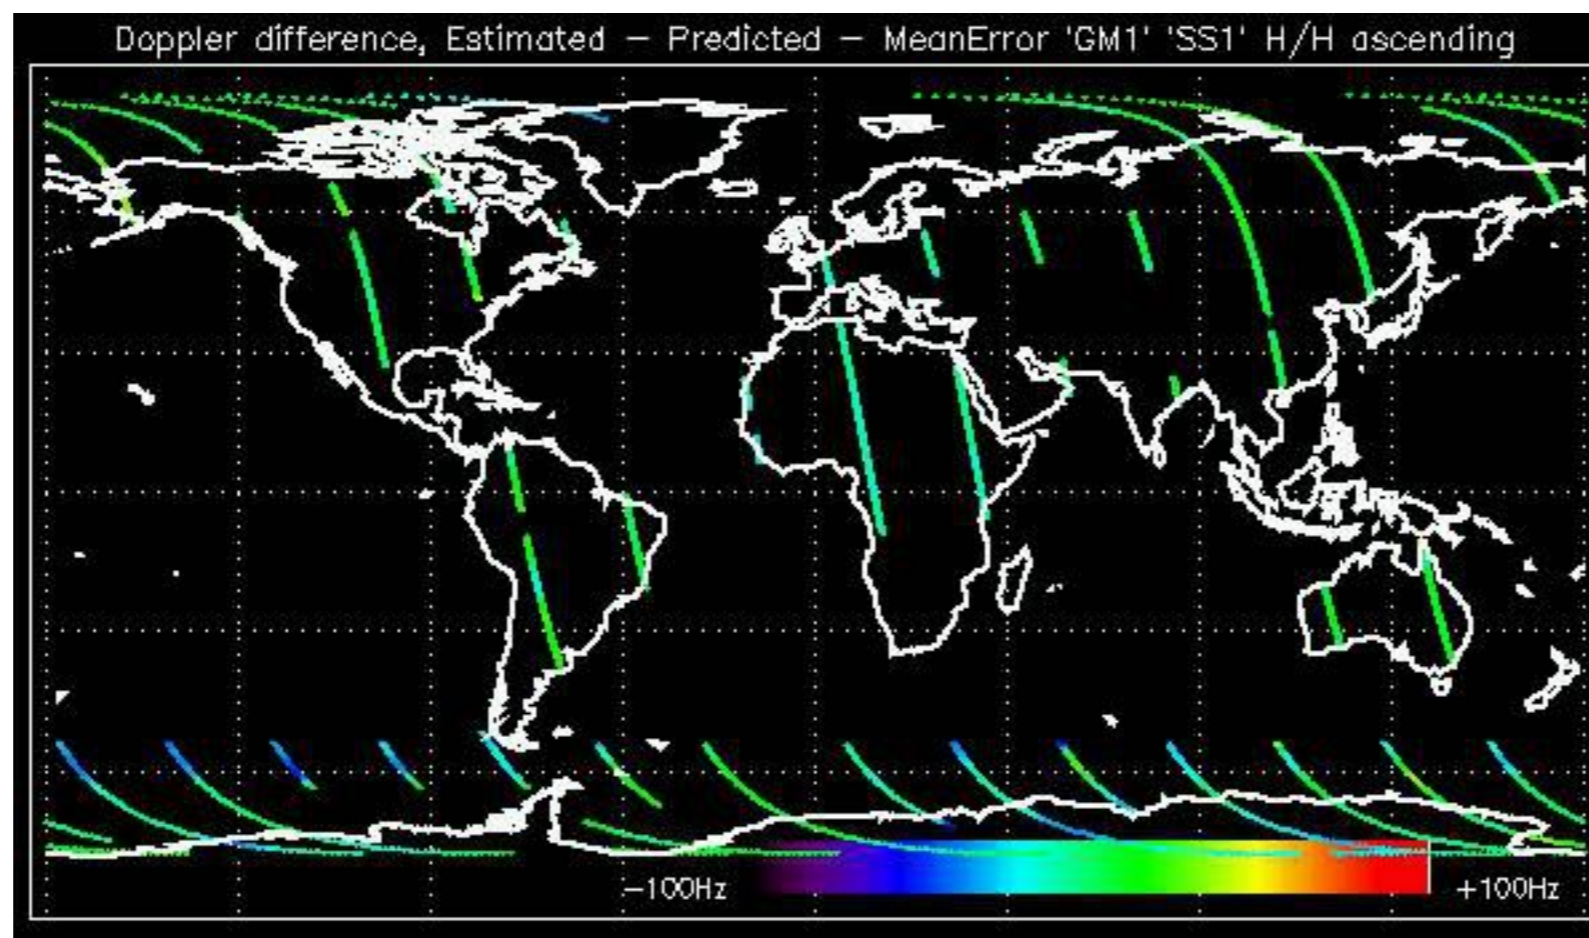 Doppler difference, Estimated – Predicted – MeanError 'GM1' 'SS1' H/H ascending
–100Hz +100Hz